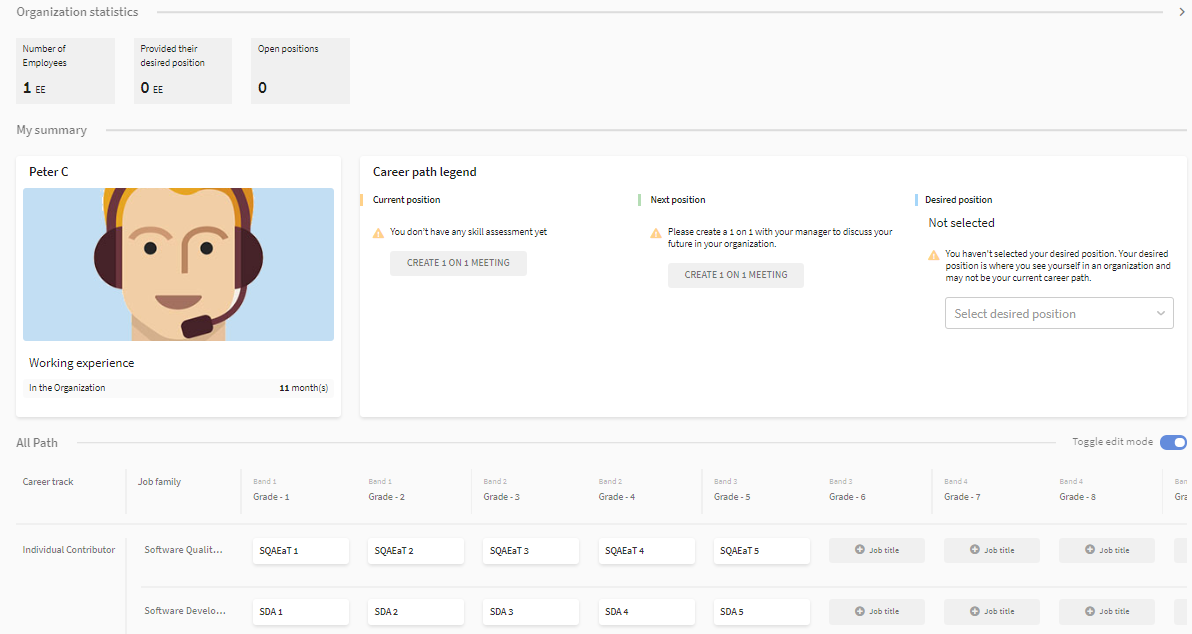 Organization statistics
Number of
Employees
1 EE
Provided their
desired position
0 EE
Open positions
0
My summary
Peter C
Working experience
In the Organization 11 month(s)
Career path legend
Current position
You don't have any skill assessment yet
CREATE 1 ON 1 MEETING
Next position
Please create a 1 on 1 with your manager to discuss your
future in your organization.
CREATE 1 ON 1 MEETING
Desired position
Not selected
You haven't selected your desired position. Your desired
position is where you see yourself in an organization and
may not be your current career path.
Select desired position
All Path
Toggle edit mode
Career track
Job family
Band 1
Grade - 1
Band 1
Grade - 2
Band 2
Grade - 3
Band 2
Grade - 4
Band 3
Grade - 5
Band 3
Grade - 6
Band 4
Grade - 7
Band 4
Grade - 8
Individual Contributor
Software Qualit...
SQAEaT 1
SQAEaT 2
SQAEaT 3
SQAEaT 4
SQAEaT 5
Job title
Job title
Job title
Software Develo...
SDA 1
SDA 2
SDA 3
SDA 4
SDA 5
Job title
Job title
Job title